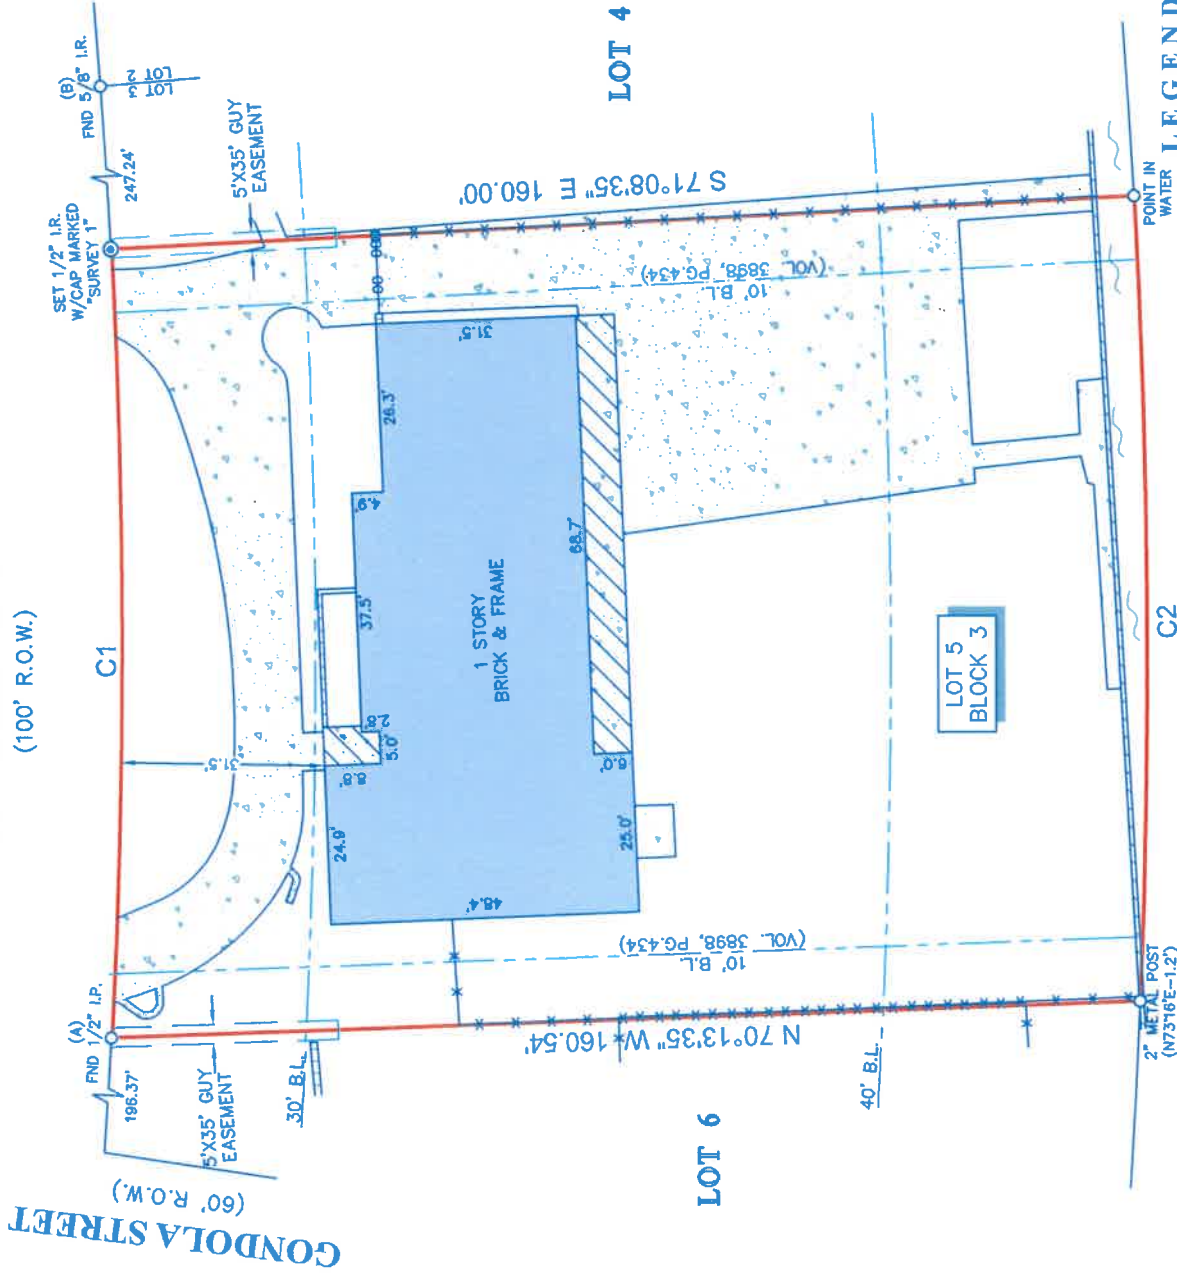 (100' R.O.W.)
C1
LOT 4
(B)
FND 5/8" I.R.
LOT 2
LOT 3
247.24'
SET 1/2" I.R.
W/CAP MARKED
"SURVEY 1"
5'X35' GUY
EASEMENT
S 71°08'35" E 160.00'
10' B.L.
(VOL. 3898, PG.434)
31.5'
26.3'
4.9'
37.5'
68.7'
1 STORY
BRICK & FRAME
31.5'
5.0'
8.8'
8.0'
24.9'
25.0'
48.4'
LOT 5
BLOCK 3
10' B.L.
(VOL. 3898, PG.434)
N 70°13'35" W 160.54'
(A)
FND 1/2" I.P.
196.37'
5'X35' GUY
EASEMENT
30' B.L.
40' B.L.
LOT 6
GONDOLA STREET
(60' R.O.W.)
2" METAL POST
(N73°16'E-1.2')
C2
POINT IN
WATER
LEGEND